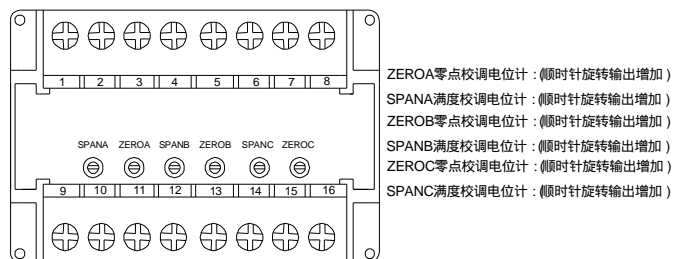 1 2 3 4 5 6 7 8
SPANA ZEROA SPANB ZEROB SPANC ZEROC
9 10 11 12 13 14 15 16
ZEROA零点校调电位计：(顺时针旋转输出增加)
SPANA满度校调电位计：(顺时针旋转输出增加)
ZEROB零点校调电位计：(顺时针旋转输出增加)
SPANB满度校调电位计：(顺时针旋转输出增加)
ZEROC零点校调电位计：(顺时针旋转输出增加)
SPANC满度校调电位计：(顺时针旋转输出增加)